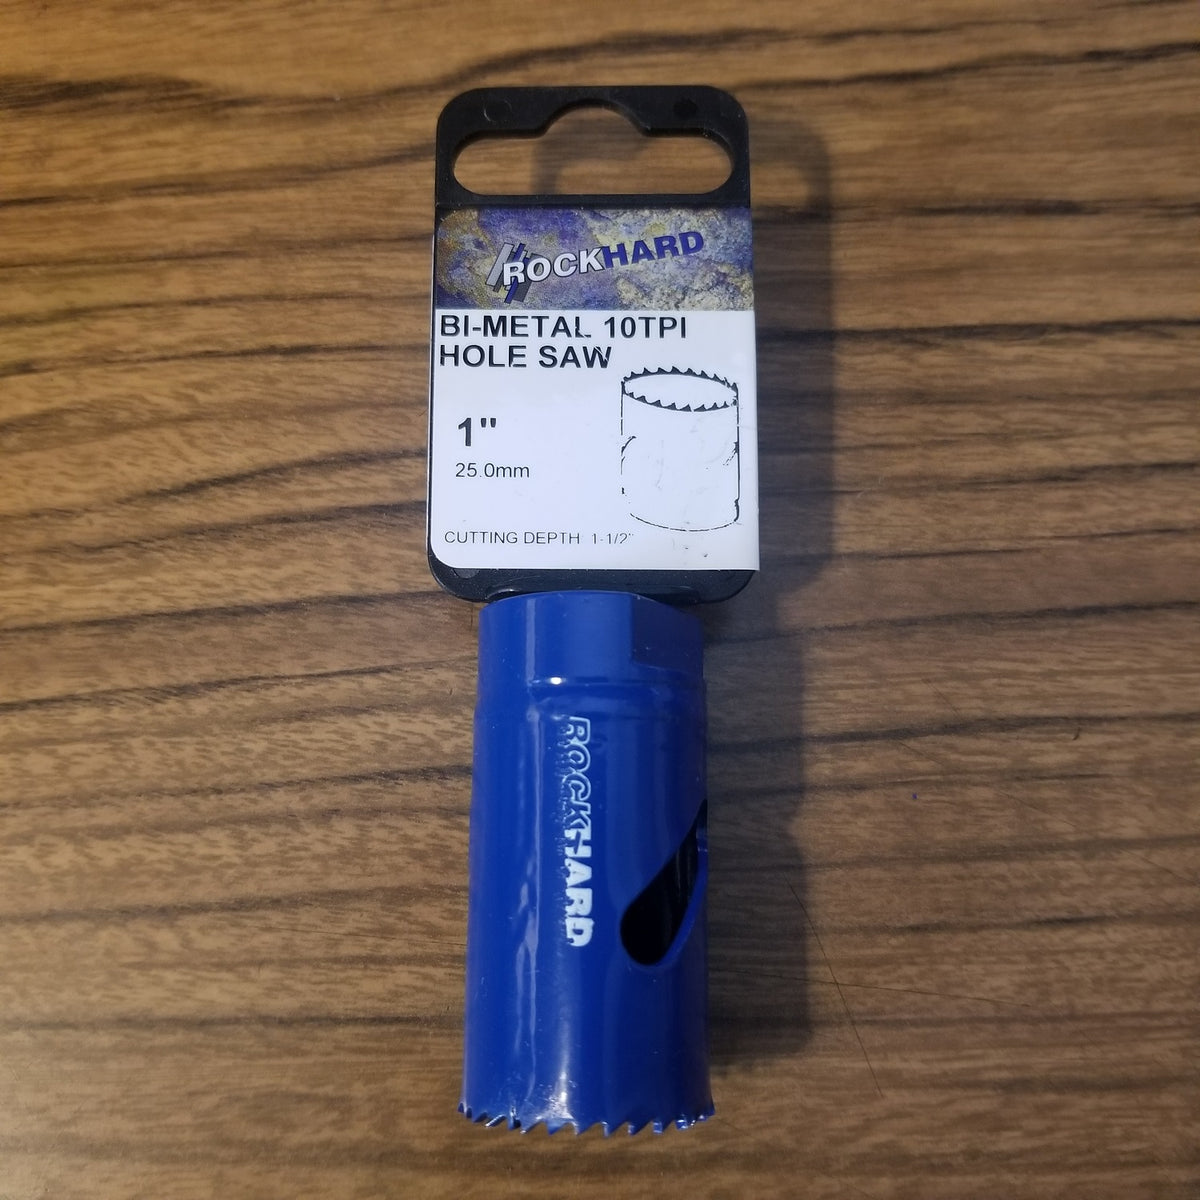 ROCKHARD
BI-METAL 10TPI
HOLE SAW
1"
25.0mm
CUTTING DEPTH: 1-1/2"
ROCKHARD